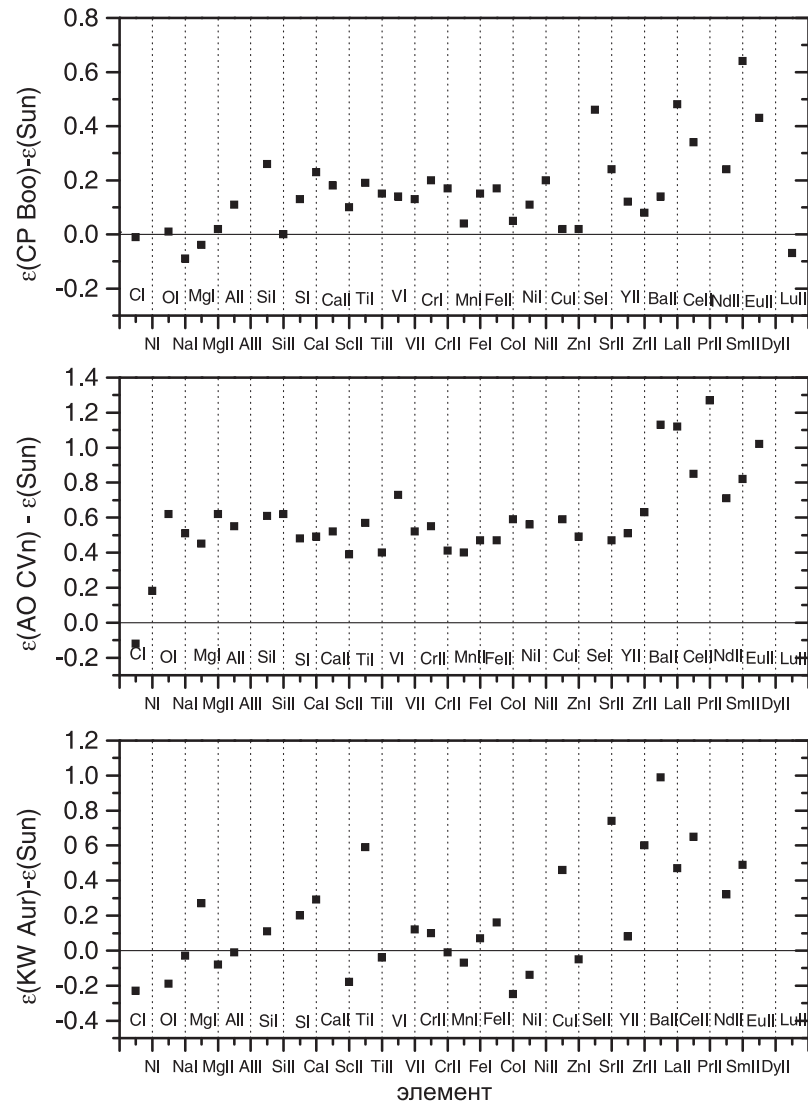 0.8
0.6
0.4
0.2
0.0
-0.2
ε(CP Boo)-ε(Sun)
CI OI MgI AlI SiI SI CaII TiI VI CrI MnI FeII NiI CuI SeI YII BaII CeII NdII EuII LuII
NI NaI MgII AlII SiII CaI ScII TiII VII CrII FeI CoI NiII ZnI SrII ZrII LaII PrII SmII DyII
1.4
1.2
1.0
0.8
0.6
0.4
0.2
0.0
-0.2
ε(AO CVn) - ε(Sun)
CI OI MgI AlI SiI SI CaII TiI VI CrII MnII FeII NiI CuI SeI YII BaII CeII NdII EuII LuII
NI NaI MgII AlIII SiII CaI ScII TiII VII CrII FeI CoI NiII ZnI SrII ZrII LaII PrII SmII DyII
1.2
1.0
0.8
0.6
0.4
0.2
0.0
-0.2
-0.4
ε(KW Aur)-ε(Sun)
CI OI MgI AlI SiI SI CaII TiI VI CrII MnI FeII NiI CuI SeII YII BaII CeII NdII EuII LuII
NI NaI MgII AlIII SiII CaI ScII TiII VII CrII FeI CoI NiII ZnI SrII ZrII LaII PrII SmII DyII
элемент